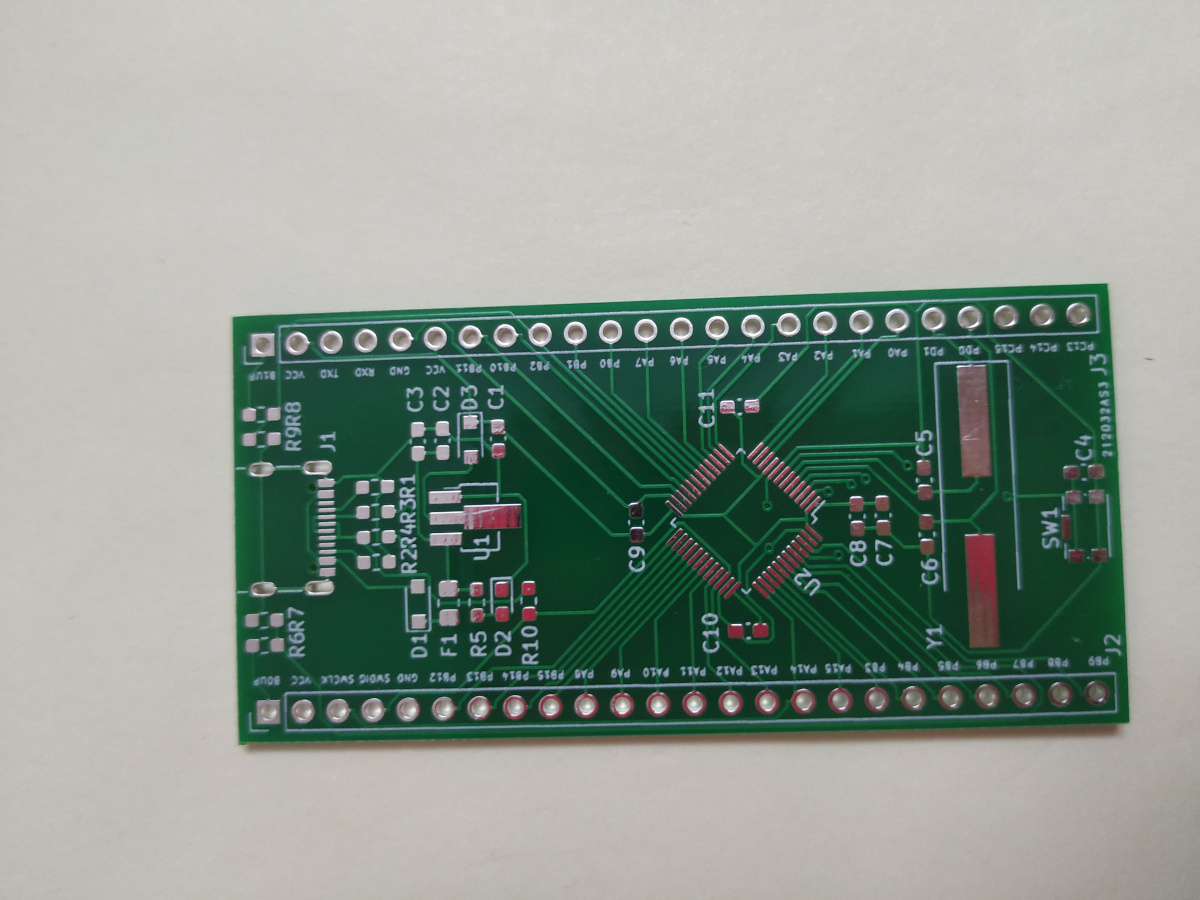 PB9 PB8 PB7 PB6 PB5 PB4 PB3 PA15 PA14 PA13 PA12 PA11 PA10 PA9 PA8 PB15 PB14 PB13 PB12 GND SWDIG SWCLK VCC B0UP
J2
Y1
C10
R10
D2
R5
F1
D1
R6R7
U2
C6
C7
C8
C9
U1
R2R4R3R1
SW1
C4
C5
C11
C1
D3
C2
C3
J1
R9R8
212032AS3
J3
PC13 PC14 PC15 PD0 PD1 PA0 PA1 PA2 PA3 PA4 PA5 PA6 PA7 PB0 PB1 PB2 PB10 PB11 VCC GND RXD TXD VCC B1UP